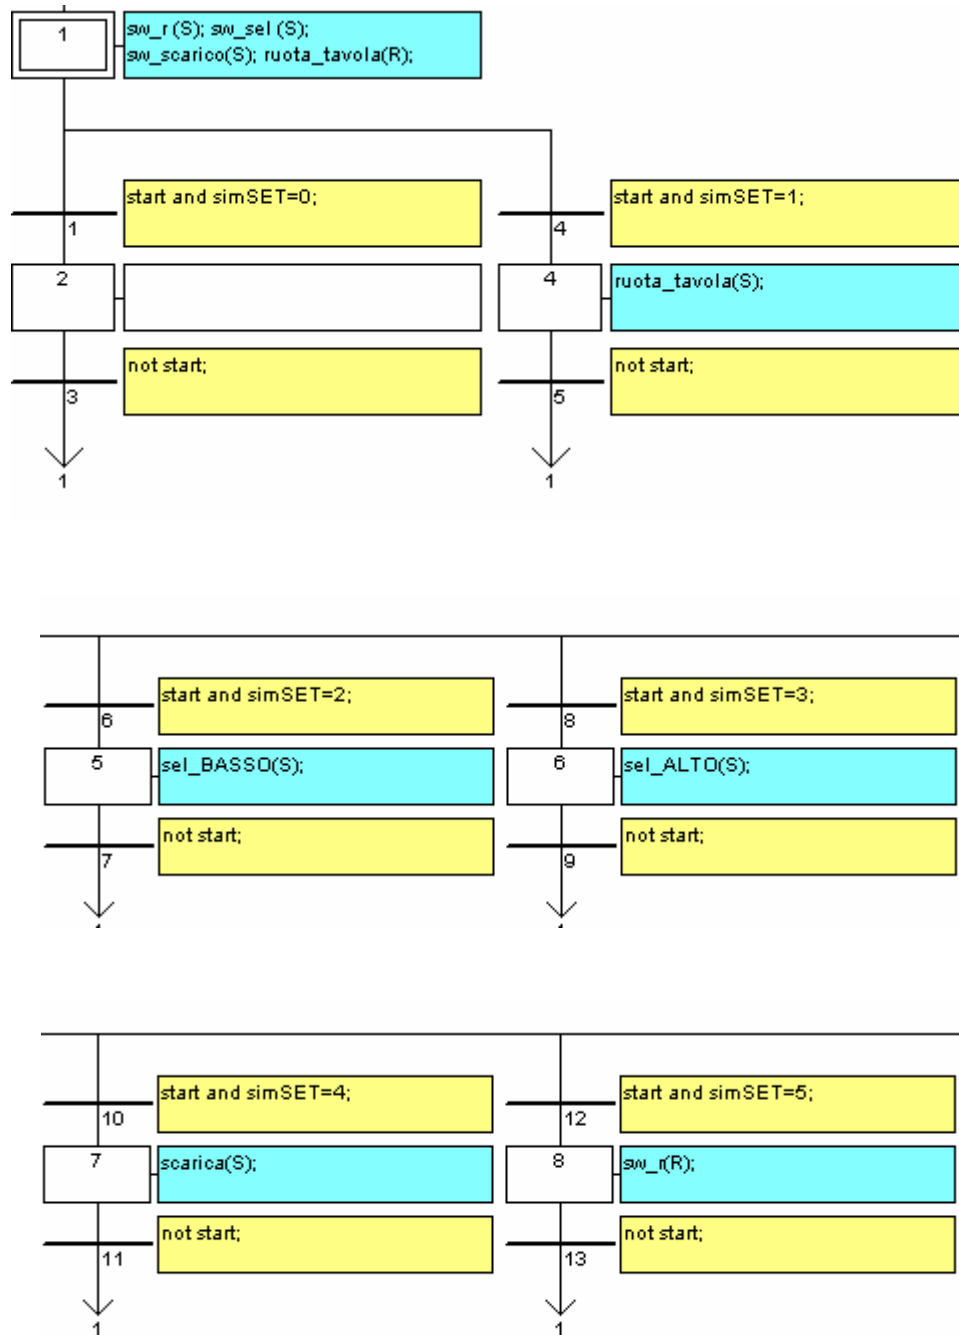 1
sw_r (S); sw_sel (S);
sw_scarico(S); ruota_tavola(R);
start and simSET=0;
start and simSET=1;
1
4
2
4
ruota_tavola(S);
not start;
not start;
3
5
1
1
start and simSET=2;
start and simSET=3;
6
8
5
sel_BASSO(S);
6
sel_ALTO(S);
not start;
not start;
7
9
start and simSET=4;
start and simSET=5;
10
12
7
scarica(S);
8
sw_r(R);
not start;
not start;
11
13
1
1